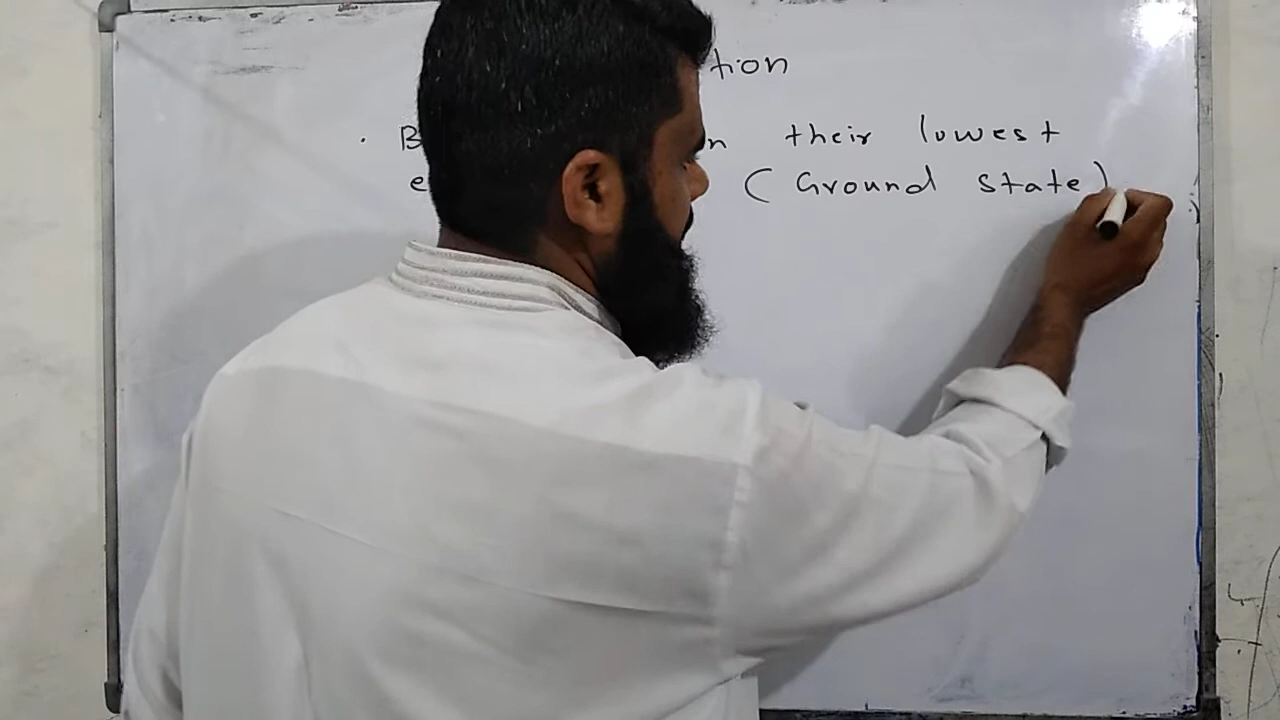 tion
their lowest
(Ground state)